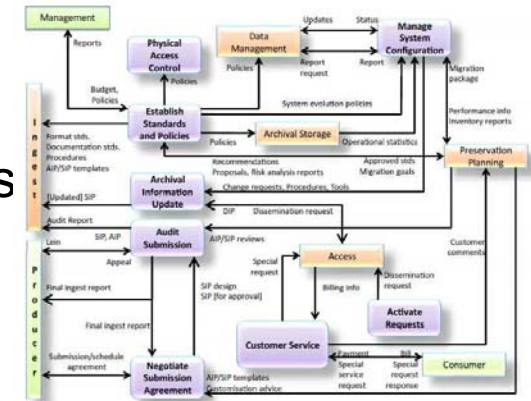 Management
Reports
Budget,
Policies
Physical
Access
Control
Policies
Updates
Status
Data
Management
Report
request
Report
Manage
System
Configuration
Policies
Migration
package
System evolution policies
Performance info
Inventory reports
Establish
Standards
and Policies
Policies
Archival Storage
Operational statistics
Ingest
Format stds.
Documentation stds.
Procedures
AIP/SIP templates
Recommendations
Proposals, Risk analysis reports
Approved stds
Migration goals
Preservation
Planning
s
Archival
Information
Update
Change requests, Procedures, Tools
[Updated] SIP
DIP
Dissemination request
Audit Report
Audit
Submission
AIP/SIP reviews
Lein
SIP, AIP
Appeal
Access
Customer
comments
Producer
Special
request
Dissemination
request
Billing info
SIP design
SIP [for approval]
Final ingest report
Activate
Requests
Final ingest report
Customer Service
Payment
Special
service
request
Bill
Special
request
response
Consumer
Submission/schedule
agreement
Negotiate
Submission
Agreement
AIP/SIP templates
Customisation advice